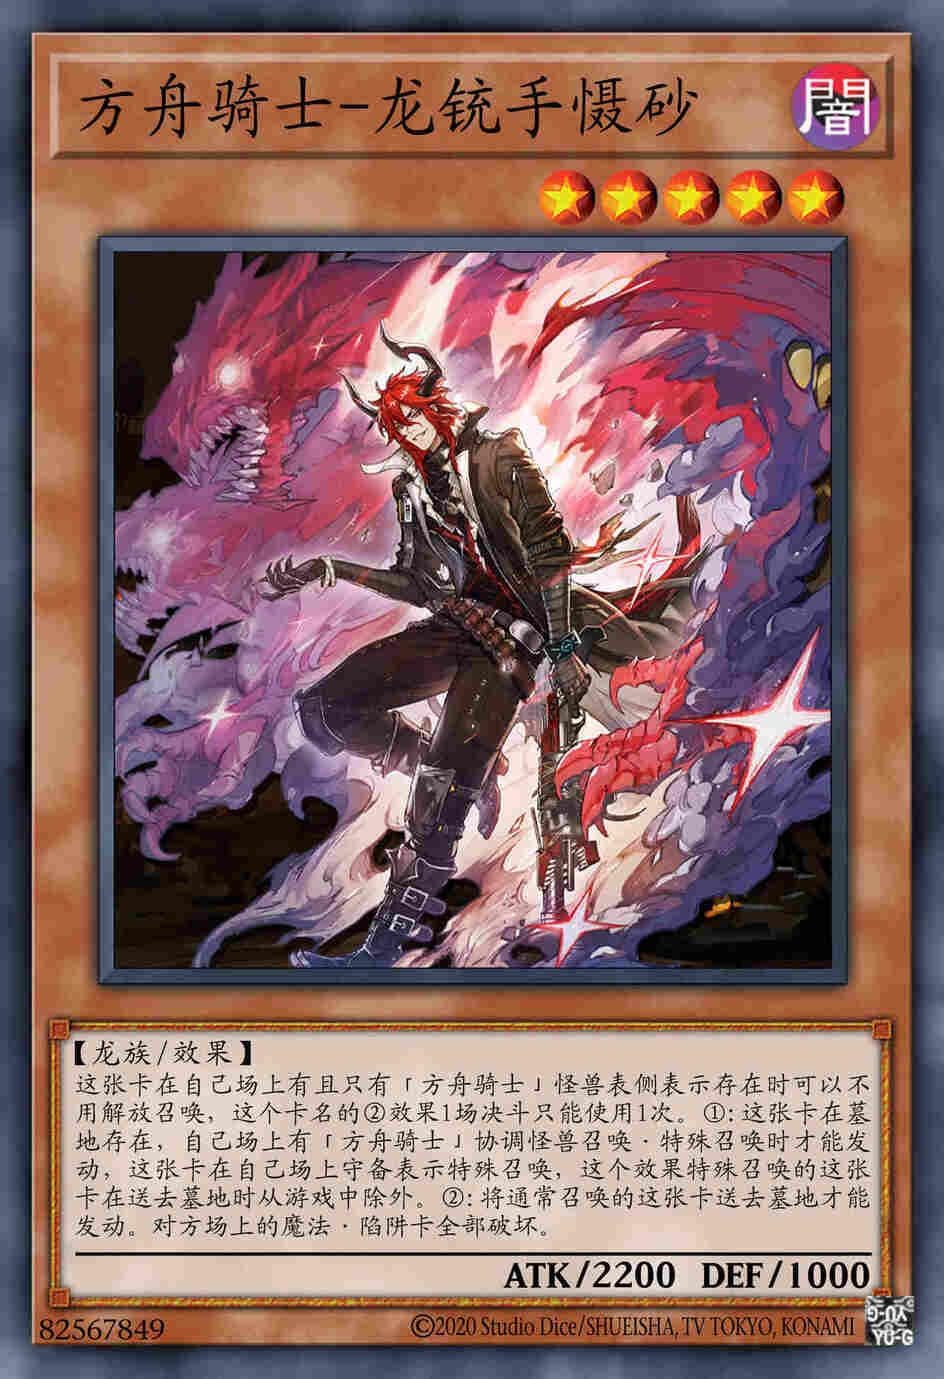 方舟骑士-龙铳手慑砂
闇
【龙族/效果】
这张卡在自己场上有且只有「方舟骑士」怪兽表侧表示存在时可以不
用解放召唤，这个卡名的②效果1场决斗只能使用1次。①:这张卡在墓
地存在，自己场上有「方舟骑士」协调怪兽召唤·特殊召唤时才能发
动，这张卡在自己场上守备表示特殊召唤，这个效果特殊召唤的这张
卡在送去墓地时从游戏中除外。②:将通常召唤的这张卡送去墓地才能
发动。对方场上的魔法·陷阱卡全部破坏。
ATK/2200 DEF/1000
82567849 ©2020 Studio Dice/SHUEISHA, TV TOKYO, KONAMI
YU-G